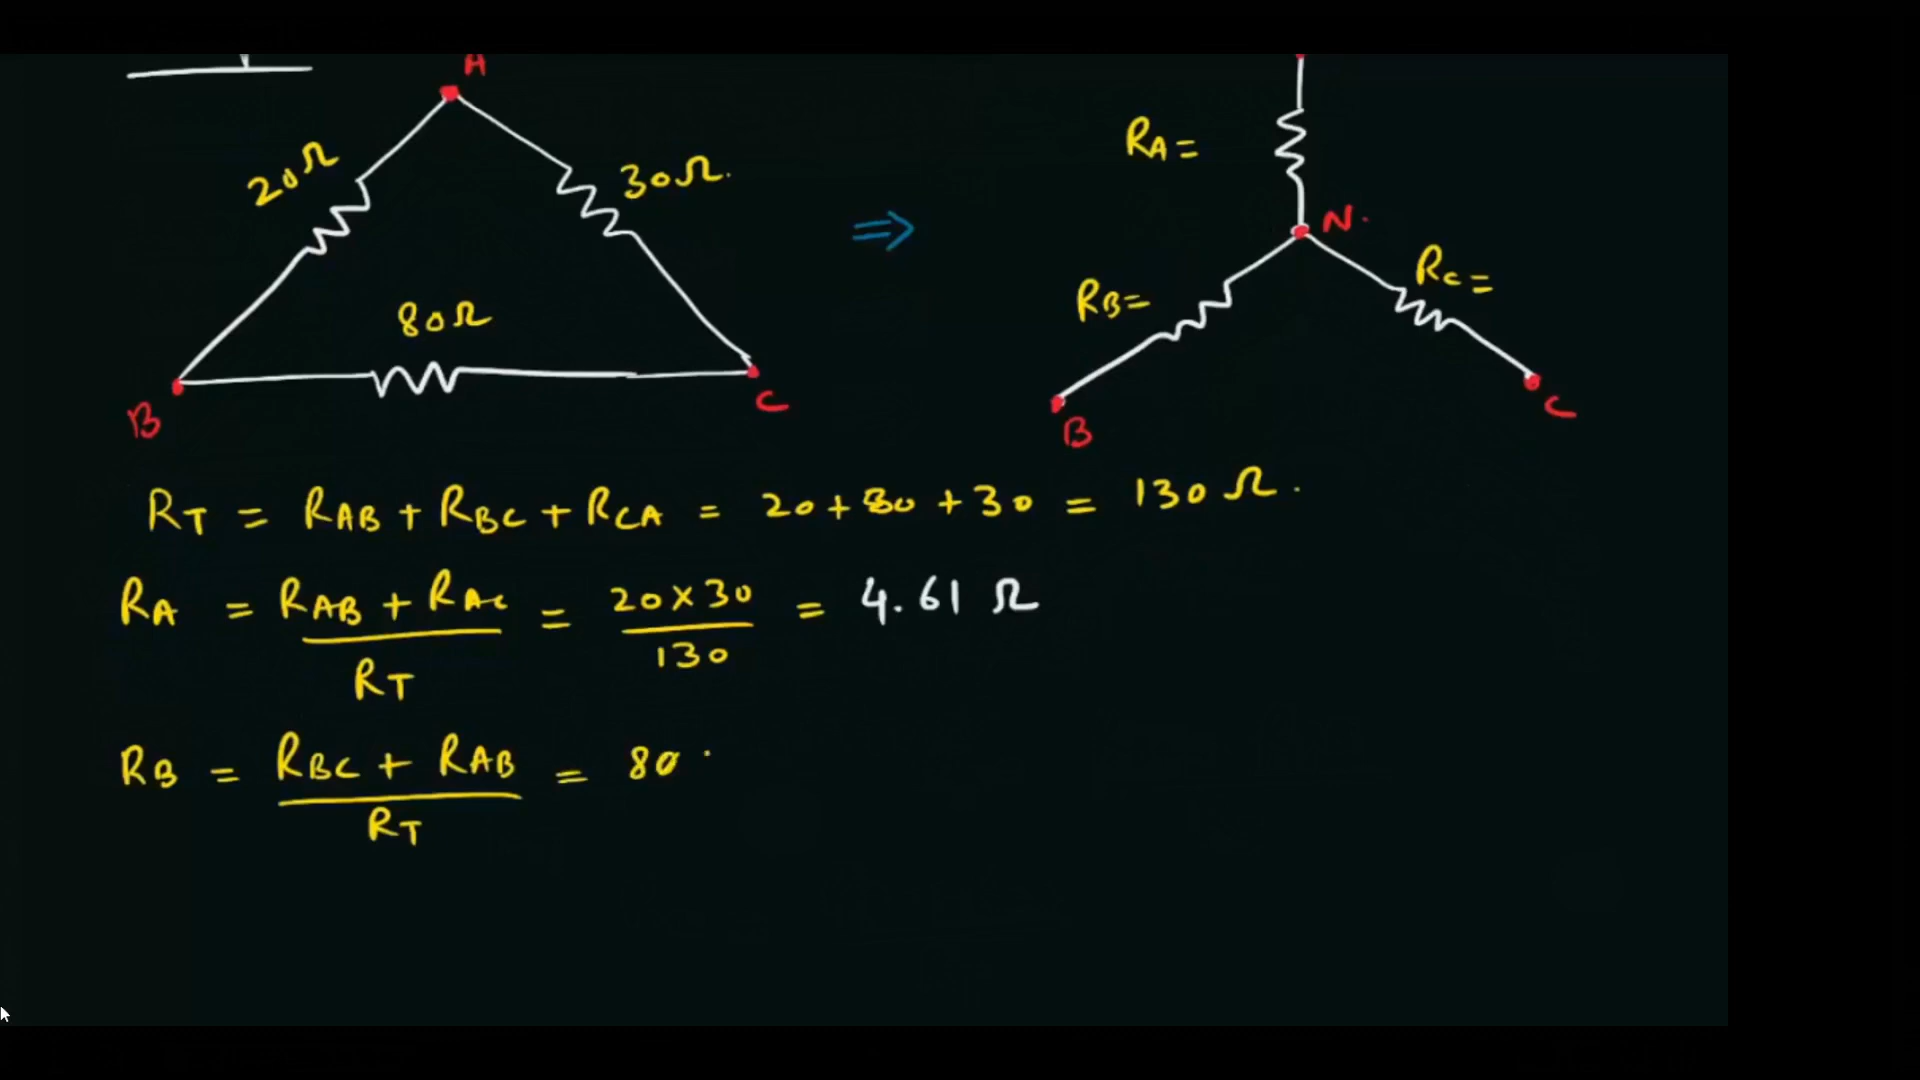 A
20Ω
30Ω.
80Ω
B
C
⇒
RA =
N.
RB =
RC =
B
C
RT = RAB + RBC + RCA = 20 + 80 + 30 = 130 Ω.
RA = RAB + RAC / RT = 20 × 30 / 130 = 4.61 Ω
RB = RBC + RAB / RT = 80 ·